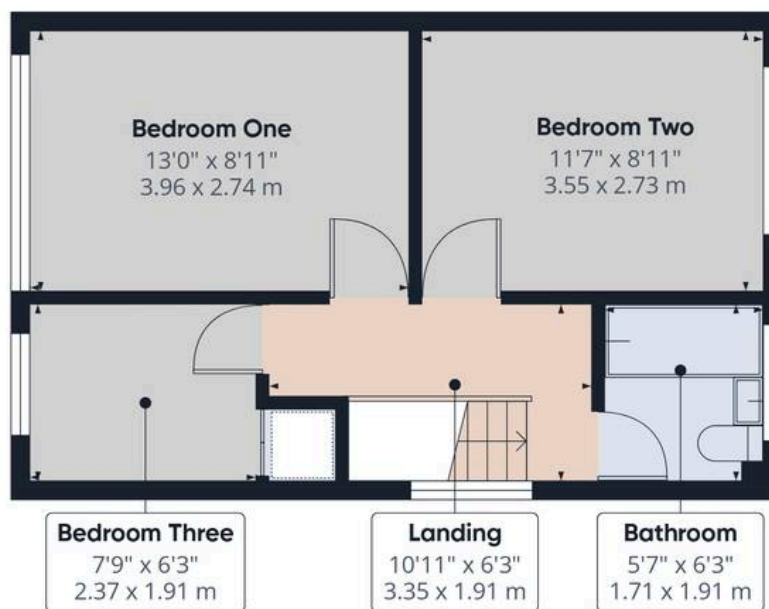 Bedroom One
13'0" x 8'11"
3.96 x 2.74 m
Bedroom Two
11'7" x 8'11"
3.55 x 2.73 m
Bedroom Three
7'9" x 6'3"
2.37 x 1.91 m
Landing
10'11" x 6'3"
3.35 x 1.91 m
Bathroom
5'7" x 6'3"
1.71 x 1.91 m